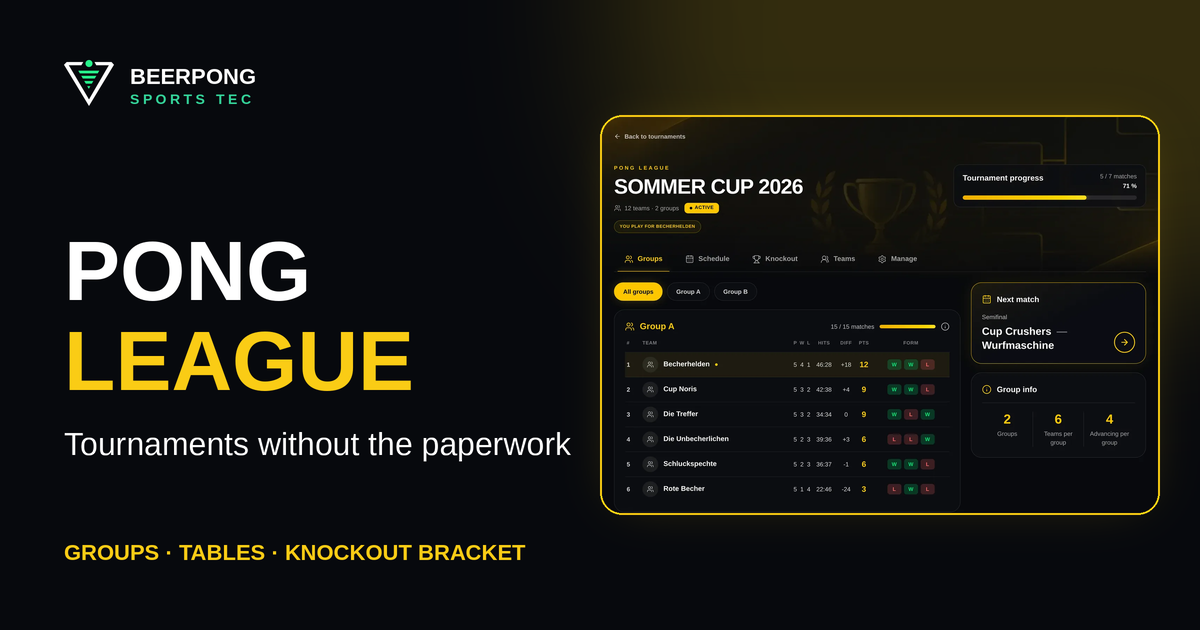 BEERPONG
SPORTS TEC
PONG
LEAGUE
Tournaments without the paperwork
GROUPS · TABLES · KNOCKOUT BRACKET
← Back to tournaments
PONG LEAGUE
SOMMER CUP 2026
12 teams · 2 groups
● ACTIVE
YOU PLAY FOR BECHERHELDEN
Tournament progress
5 / 7 matches
71 %
Groups Schedule Knockout Teams Manage
All groups Group A Group B
Group A 15 / 15 matches
# TEAM P W L HITS DIFF PTS FORM
1 Becherhelden 5 4 1 46:28 +18 12 W W L
2 Cup Noris 5 3 2 42:38 +4 9 W W L
3 Die Treffer 5 3 2 34:34 0 9 W L W
4 Die Unbecherlichen 5 2 3 39:36 +3 6 L L W
5 Schluckspechte 5 2 3 36:37 -1 6 W W L
6 Rote Becher 5 1 4 22:46 -24 3 L W L
Next match
Semifinal
Cup Crushers —
Wurfmaschine
Group info
2 6 4
Groups Teams per Advancing per
group group